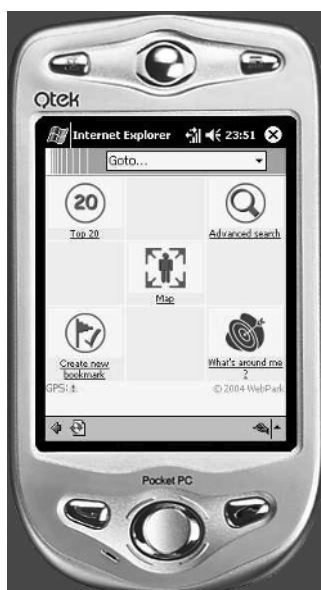 Qtek
Internet Explorer 23:51
Goto...
20
Top 20
Advanced search
Map
Create new
bookmark
What's around me
?
GPS:
© 2004 WebPark
Pocket PC